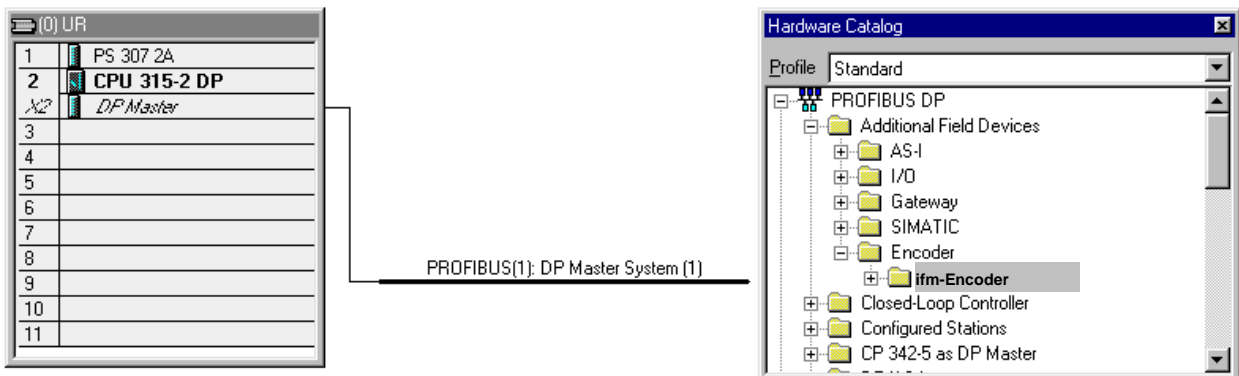 (0) UR
1 PS 307 2A
2 CPU 315-2 DP
X2 DP Master
3
4
5
6
7
8
9
10
11
PROFIBUS(1): DP Master System (1)
Hardware Catalog
Profile Standard
PROFIBUS DP
Additional Field Devices
AS-I
I/O
Gateway
SIMATIC
Encoder
ifm-Encoder
Closed-Loop Controller
Configured Stations
CP 342-5 as DP Master